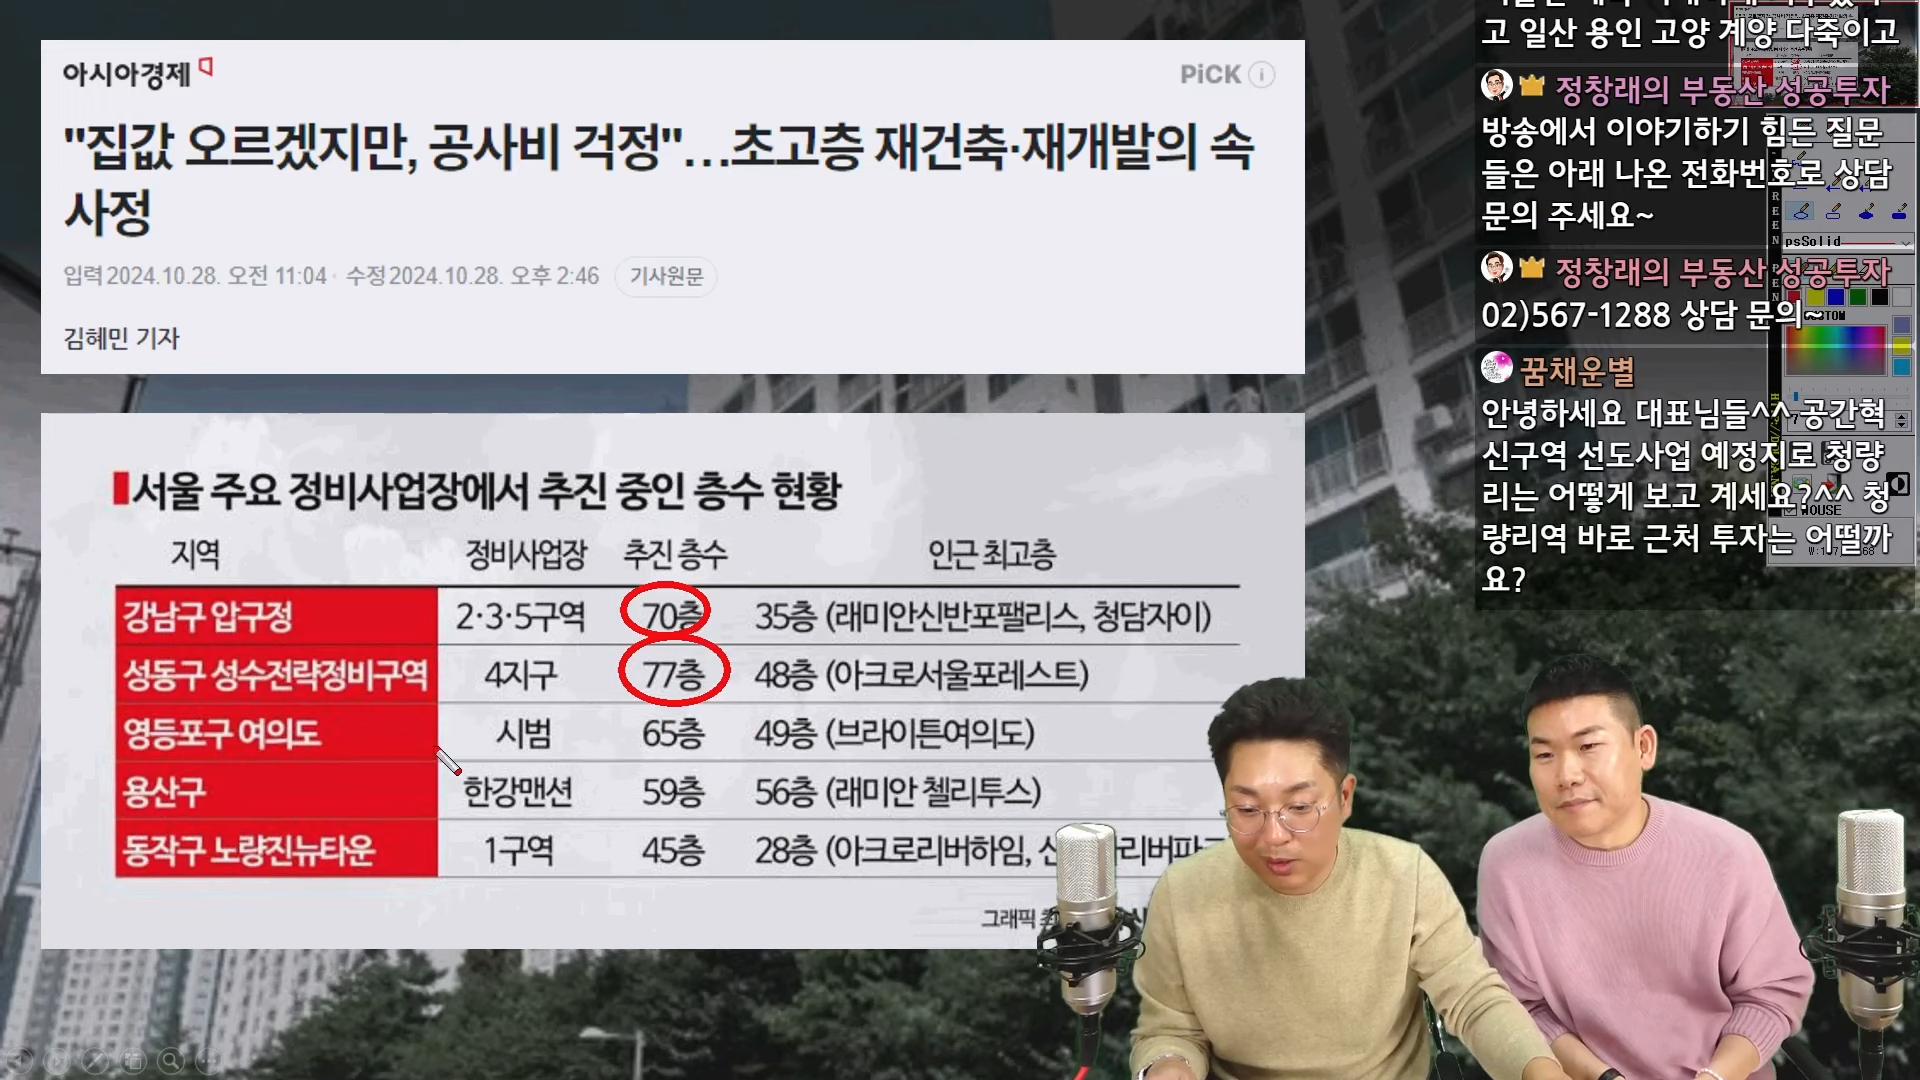 아시아경제
PiCK
"집값 오르겠지만, 공사비 걱정"…초고층 재건축·재개발의 속
사정
입력 2024.10.28. 오전 11:04 · 수정 2024.10.28. 오후 2:46 기사원문
김혜민 기자
서울 주요 정비사업장에서 추진 중인 층수 현황
지역 정비사업장 추진 층수 인근 최고층
강남구 압구정 2·3·5구역 70층 35층 (래미안신반포팰리스, 청담자이)
성동구 성수전략정비구역 4지구 77층 48층 (아크로서울포레스트)
영등포구 여의도 시범 65층 49층 (브라이튼여의도)
용산구 한강맨션 59층 56층 (래미안 첼리투스)
동작구 노량진뉴타운 1구역 45층 28층 (아크로리버하임,
그래픽
고 일산 용인 고양 계양 다죽이고
정창래의 부동산 성공투자
방송에서 이야기하기 힘든 질문
들은 아래 나온 전화번호로 상담
문의 주세요~
정창래의 부동산 성공투자
02)567-1288 상담 문의~
꿈채운별
안녕하세요 대표님들^^ 공간혁
신구역 선도사업 예정지로 청량
리는 어떻게 보고 계세요?^^ 청
량리역 바로 근처 투자는 어떨까
요?
psSolid
CUSTOM
MOUSE